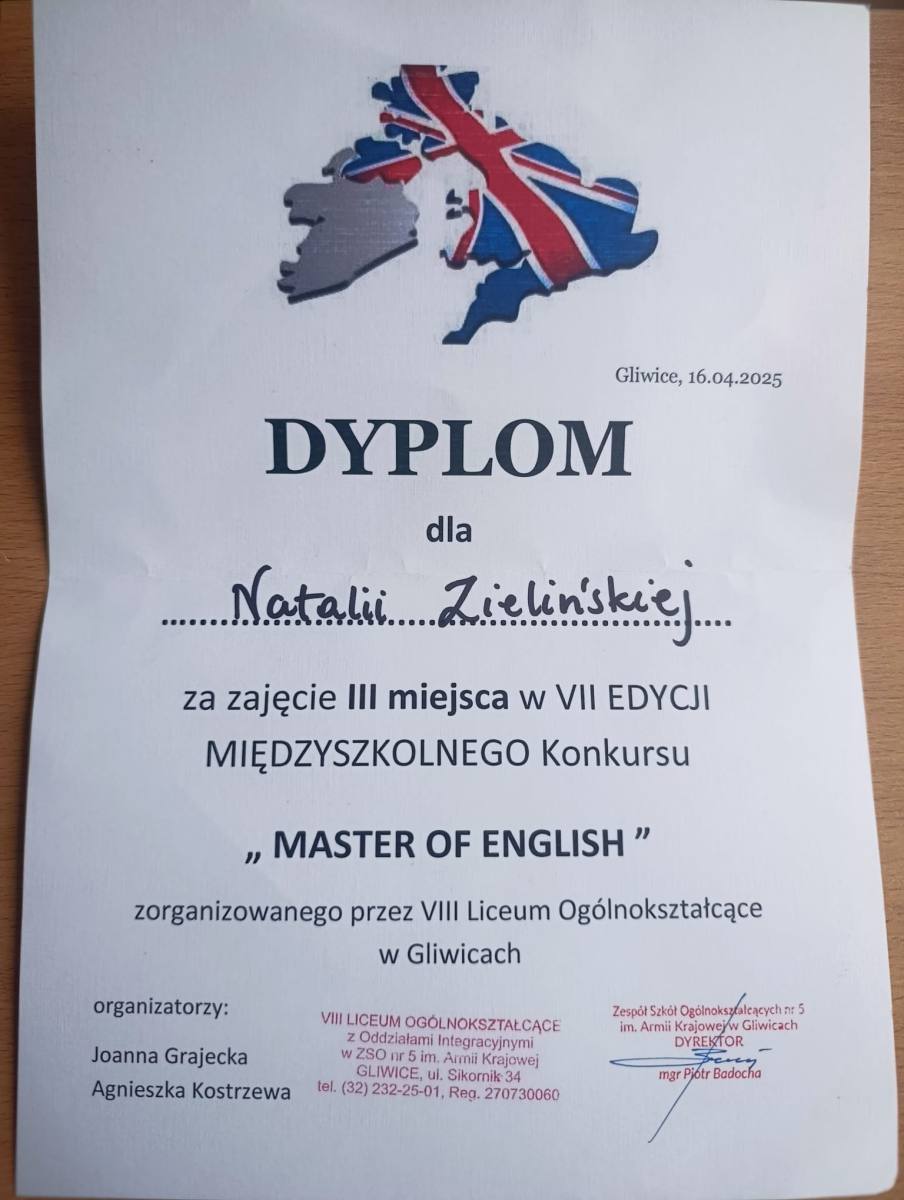 Gliwice, 16.04.2025
DYPLOM
dla
Natalii Zielińskiej
za zajęcie III miejsca w VII EDYCJI
MIĘDZYSZKOLNEGO Konkursu
„ MASTER OF ENGLISH ”
zorganizowanego przez VIII Liceum Ogólnokształcące
w Gliwicach
organizatorzy:
Joanna Grajecka
Agnieszka Kostrzewa
VIII LICEUM OGÓLNOKSZTAŁCĄCE
z Oddziałami Integracyjnymi
w ZSO nr 5 im. Armii Krajowej
GLIWICE, ul. Sikornik 34
tel. (32) 232-25-01, Reg. 270730060
Zespół Szkół Ogólnokształcących nr 5
im. Armii Krajowej w Gliwicach
DYREKTOR
mgr Piotr Badocha